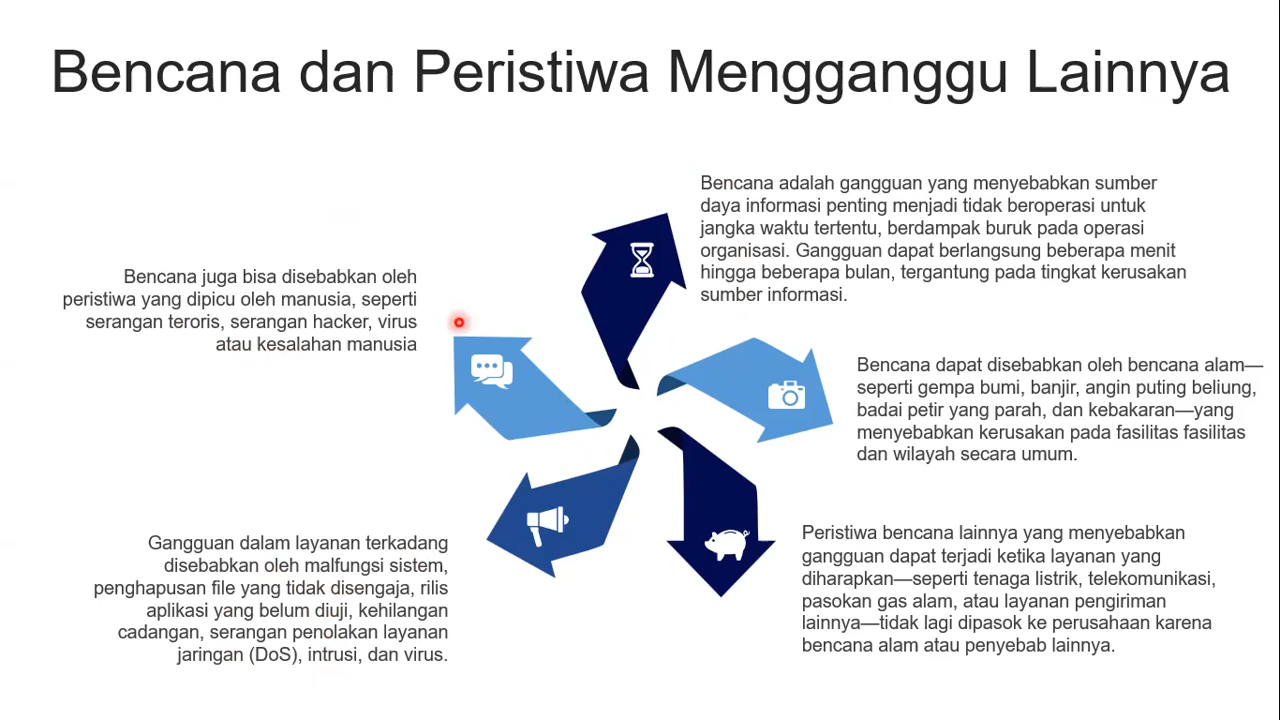 Bencana dan Peristiwa Mengganggu Lainnya
Bencana adalah gangguan yang menyebabkan sumber
daya informasi penting menjadi tidak beroperasi untuk
jangka waktu tertentu, berdampak buruk pada operasi
organisasi. Gangguan dapat berlangsung beberapa menit
hingga beberapa bulan, tergantung pada tingkat kerusakan
sumber informasi.
Bencana dapat disebabkan oleh bencana alam—
seperti gempa bumi, banjir, angin puting beliung,
badai petir yang parah, dan kebakaran—yang
menyebabkan kerusakan pada fasilitas fasilitas
dan wilayah secara umum.
Peristiwa bencana lainnya yang menyebabkan
gangguan dapat terjadi ketika layanan yang
diharapkan—seperti tenaga listrik, telekomunikasi,
pasokan gas alam, atau layanan pengiriman
lainnya—tidak lagi dipasok ke perusahaan karena
bencana alam atau penyebab lainnya.
Gangguan dalam layanan terkadang
disebabkan oleh malfungsi sistem,
penghapusan file yang tidak disengaja, rilis
aplikasi yang belum diuji, kehilangan
cadangan, serangan penolakan layanan
jaringan (DoS), intrusi, dan virus.
Bencana juga bisa disebabkan oleh
peristiwa yang dipicu oleh manusia, seperti
serangan teroris, serangan hacker, virus
atau kesalahan manusia